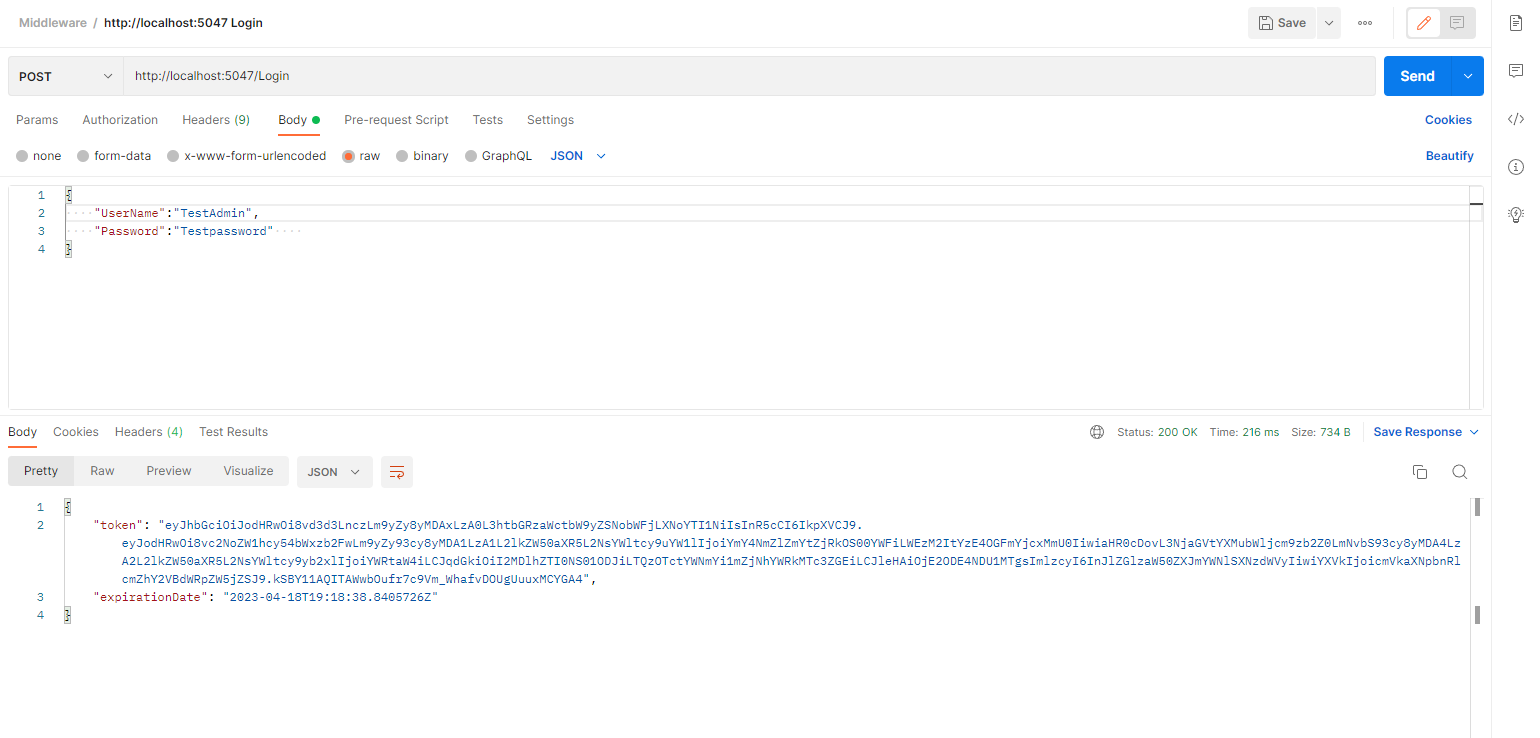 Middleware / http://localhost:5047 Login
Save
POST
http://localhost:5047/Login
Send
Params Authorization Headers (9) Body Pre-request Script Tests Settings Cookies
none form-data x-www-form-urlencoded raw binary GraphQL JSON Beautify
1 {
2 "UserName":"TestAdmin",
3 "Password":"Testpassword"
4 }
Body Cookies Headers (4) Test Results Status: 200 OK Time: 216 ms Size: 734 B Save Response
Pretty Raw Preview Visualize JSON
1 {
2 "token": "eyJhbGciOiJodHRwOi8vd3d3LnczLm9yZy8yMDAxLzA0L3htbGRzaWctbW9yZSNobWFjLXNoYTI1NiIsInR5cCI6IkpXVCJ9.
eyJodHRwOi8vc2NoZW1hcy54bWxzb2FwLm9yZy93cy8yMDA1LzA1L2lkZW50aXR5L2NsYWltcy9uYW1lIjoiYmY4NmZlZmYtZjRkOS00YWFiLWEzM2ItYzE4OGFmYjcxMmU0IiwiaHR0cDovL3NjaGVtYXMubWljcm9zb2Z0LmNvbS93cy8yMDA4Lz
A2L2lkZW50aXR5L2NsYWltcy9yb2xlIjoiYWRtaW4iLCJqdGkiOiI2MDlhZTI0NS01ODJiLTQzOTctYWNmYi1mZjNhYWRkMTc3ZGEiLCJleHAiOjE2ODE4NDU1MTgsImlzcyI6InJlZGlzaW50ZXJmYWNlSXNzdWVyIiwiYXVkIjoicmVkaXNpbnRl
cmZhY2VBdWRpZW5jZSJ9.kSBY11AQITAWwbOufr7c9Vm_WhafvDOUgUuuxMCYGA4",
3 "expirationDate": "2023-04-18T19:18:38.8405726Z"
4 }